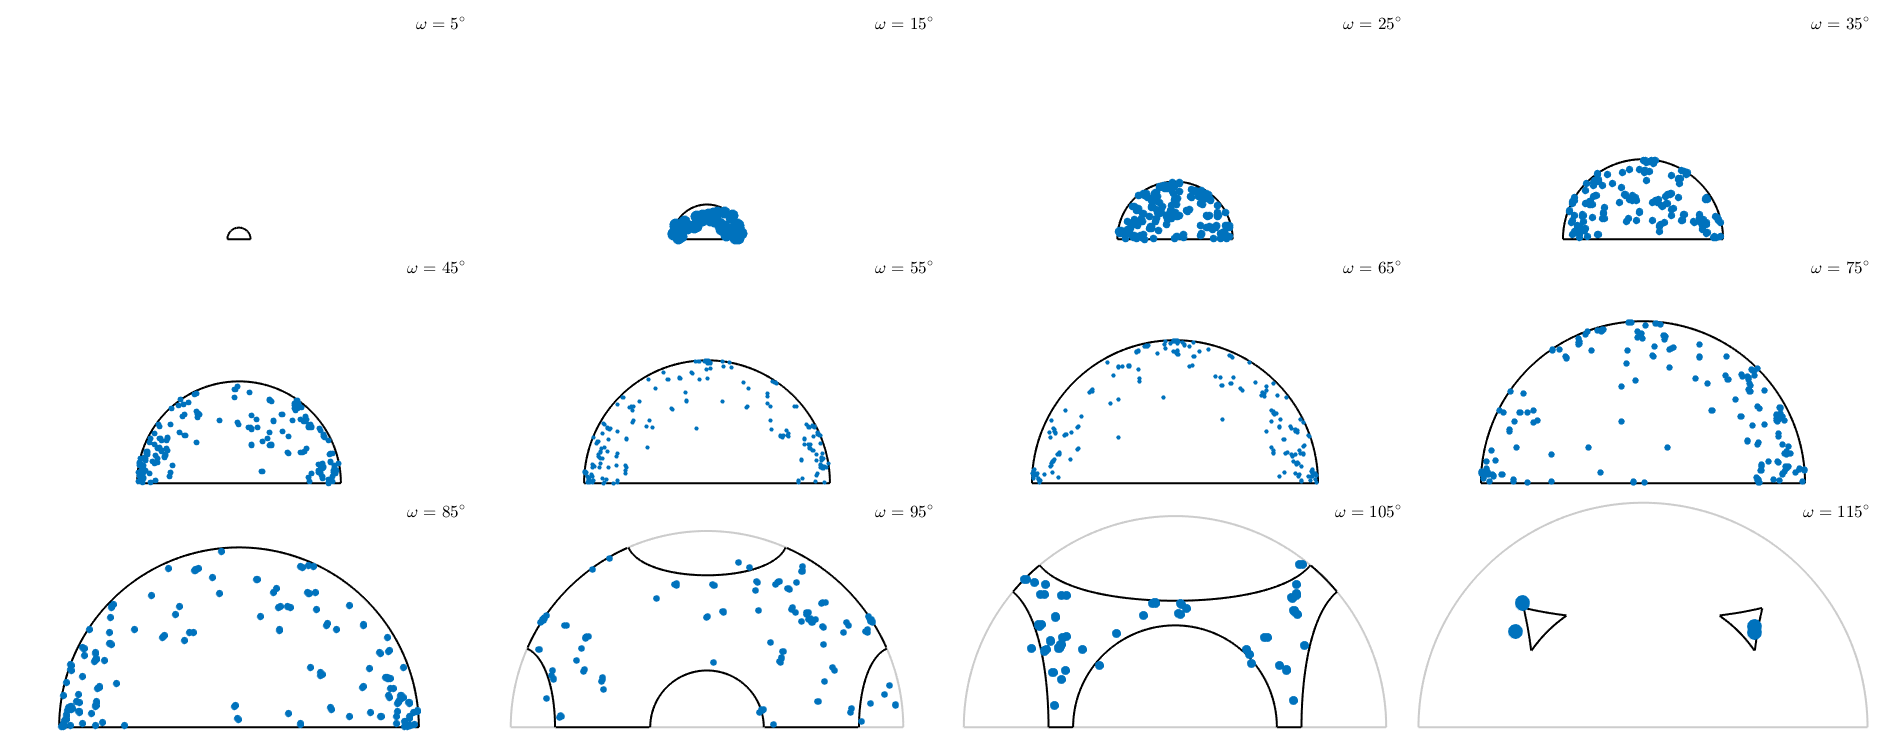 ω = 5°
ω = 15°
ω = 25°
ω = 35°
ω = 45°
ω = 55°
ω = 65°
ω = 75°
ω = 85°
ω = 95°
ω = 105°
ω = 115°